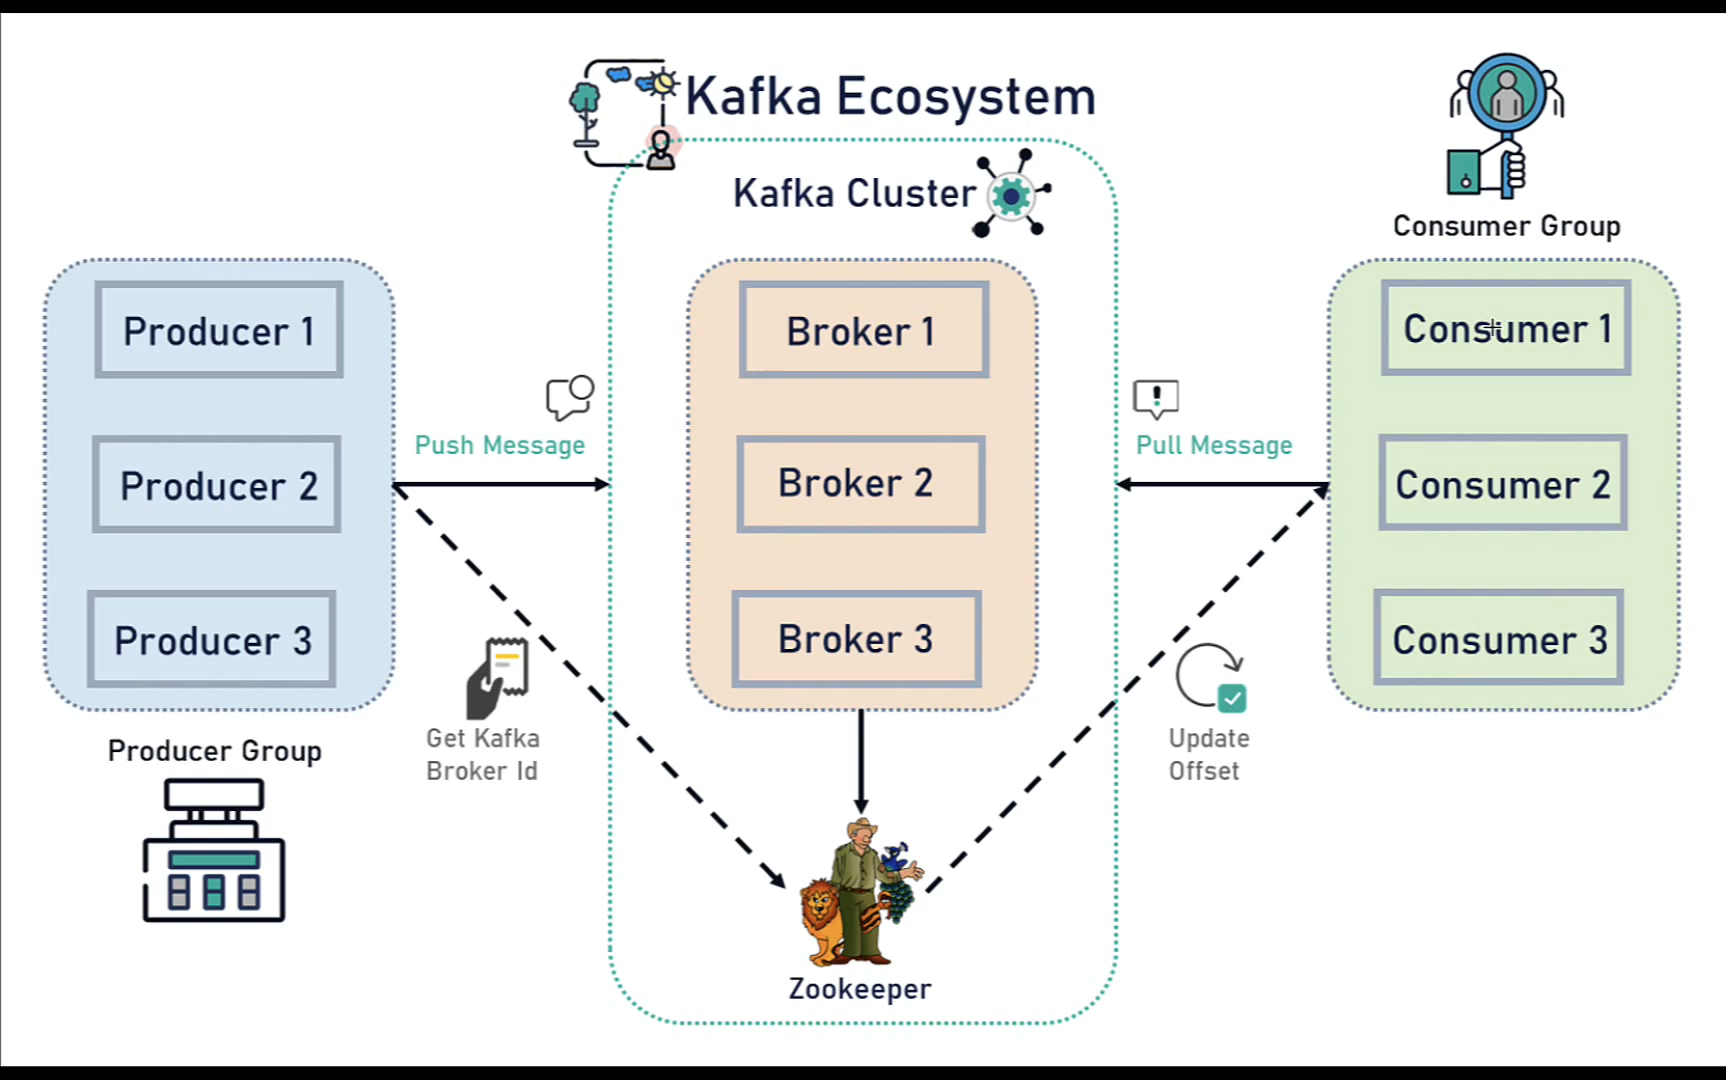 Kafka Ecosystem
Kafka Cluster
Consumer Group
Producer 1
Producer 2
Producer 3
Producer Group
Push Message
Get Kafka
Broker Id
Broker 1
Broker 2
Broker 3
Zookeeper
Pull Message
Update
Offset
Consumer 1
Consumer 2
Consumer 3